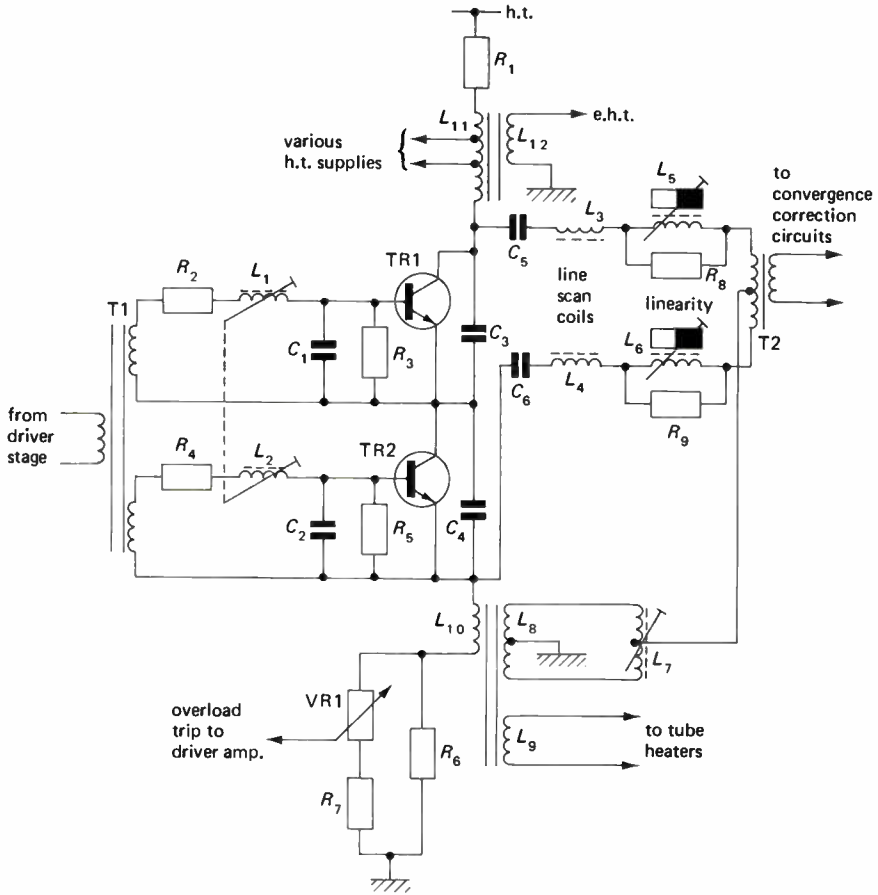 h.t.
R1
L11
L12
e.h.t.
various
h.t. supplies
L5
to
convergence
correction
circuits
L3
C5
R8
TR1
R2
L1
T1
line
scan
coils
linearity
C1
R3
C3
L6
T2
C6
L4
R9
from
driver
stage
R4
L2
TR2
C2
R5
C4
L10
L8
L7
VR1
overload
trip to
driver amp.
R6
L9
to tube
heaters
R7